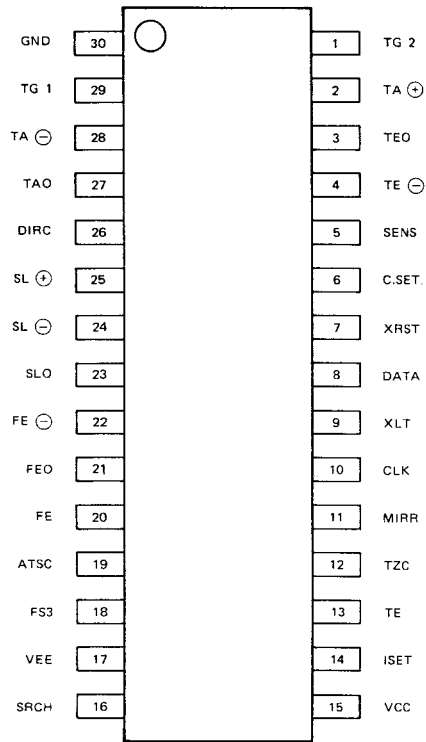 GND 30 1 TG 2
TG 1 29 2 TA ⊕
TA ⊖ 28 3 TEO
TAO 27 4 TE ⊖
DIRC 26 5 SENS
SL ⊕ 25 6 C.SET.
SL ⊖ 24 7 XRST
SLO 23 8 DATA
FE ⊖ 22 9 XLT
FEO 21 10 CLK
FE 20 11 MIRR
ATSC 19 12 TZC
FS3 18 13 TE
VEE 17 14 ISET
SRCH 16 15 VCC